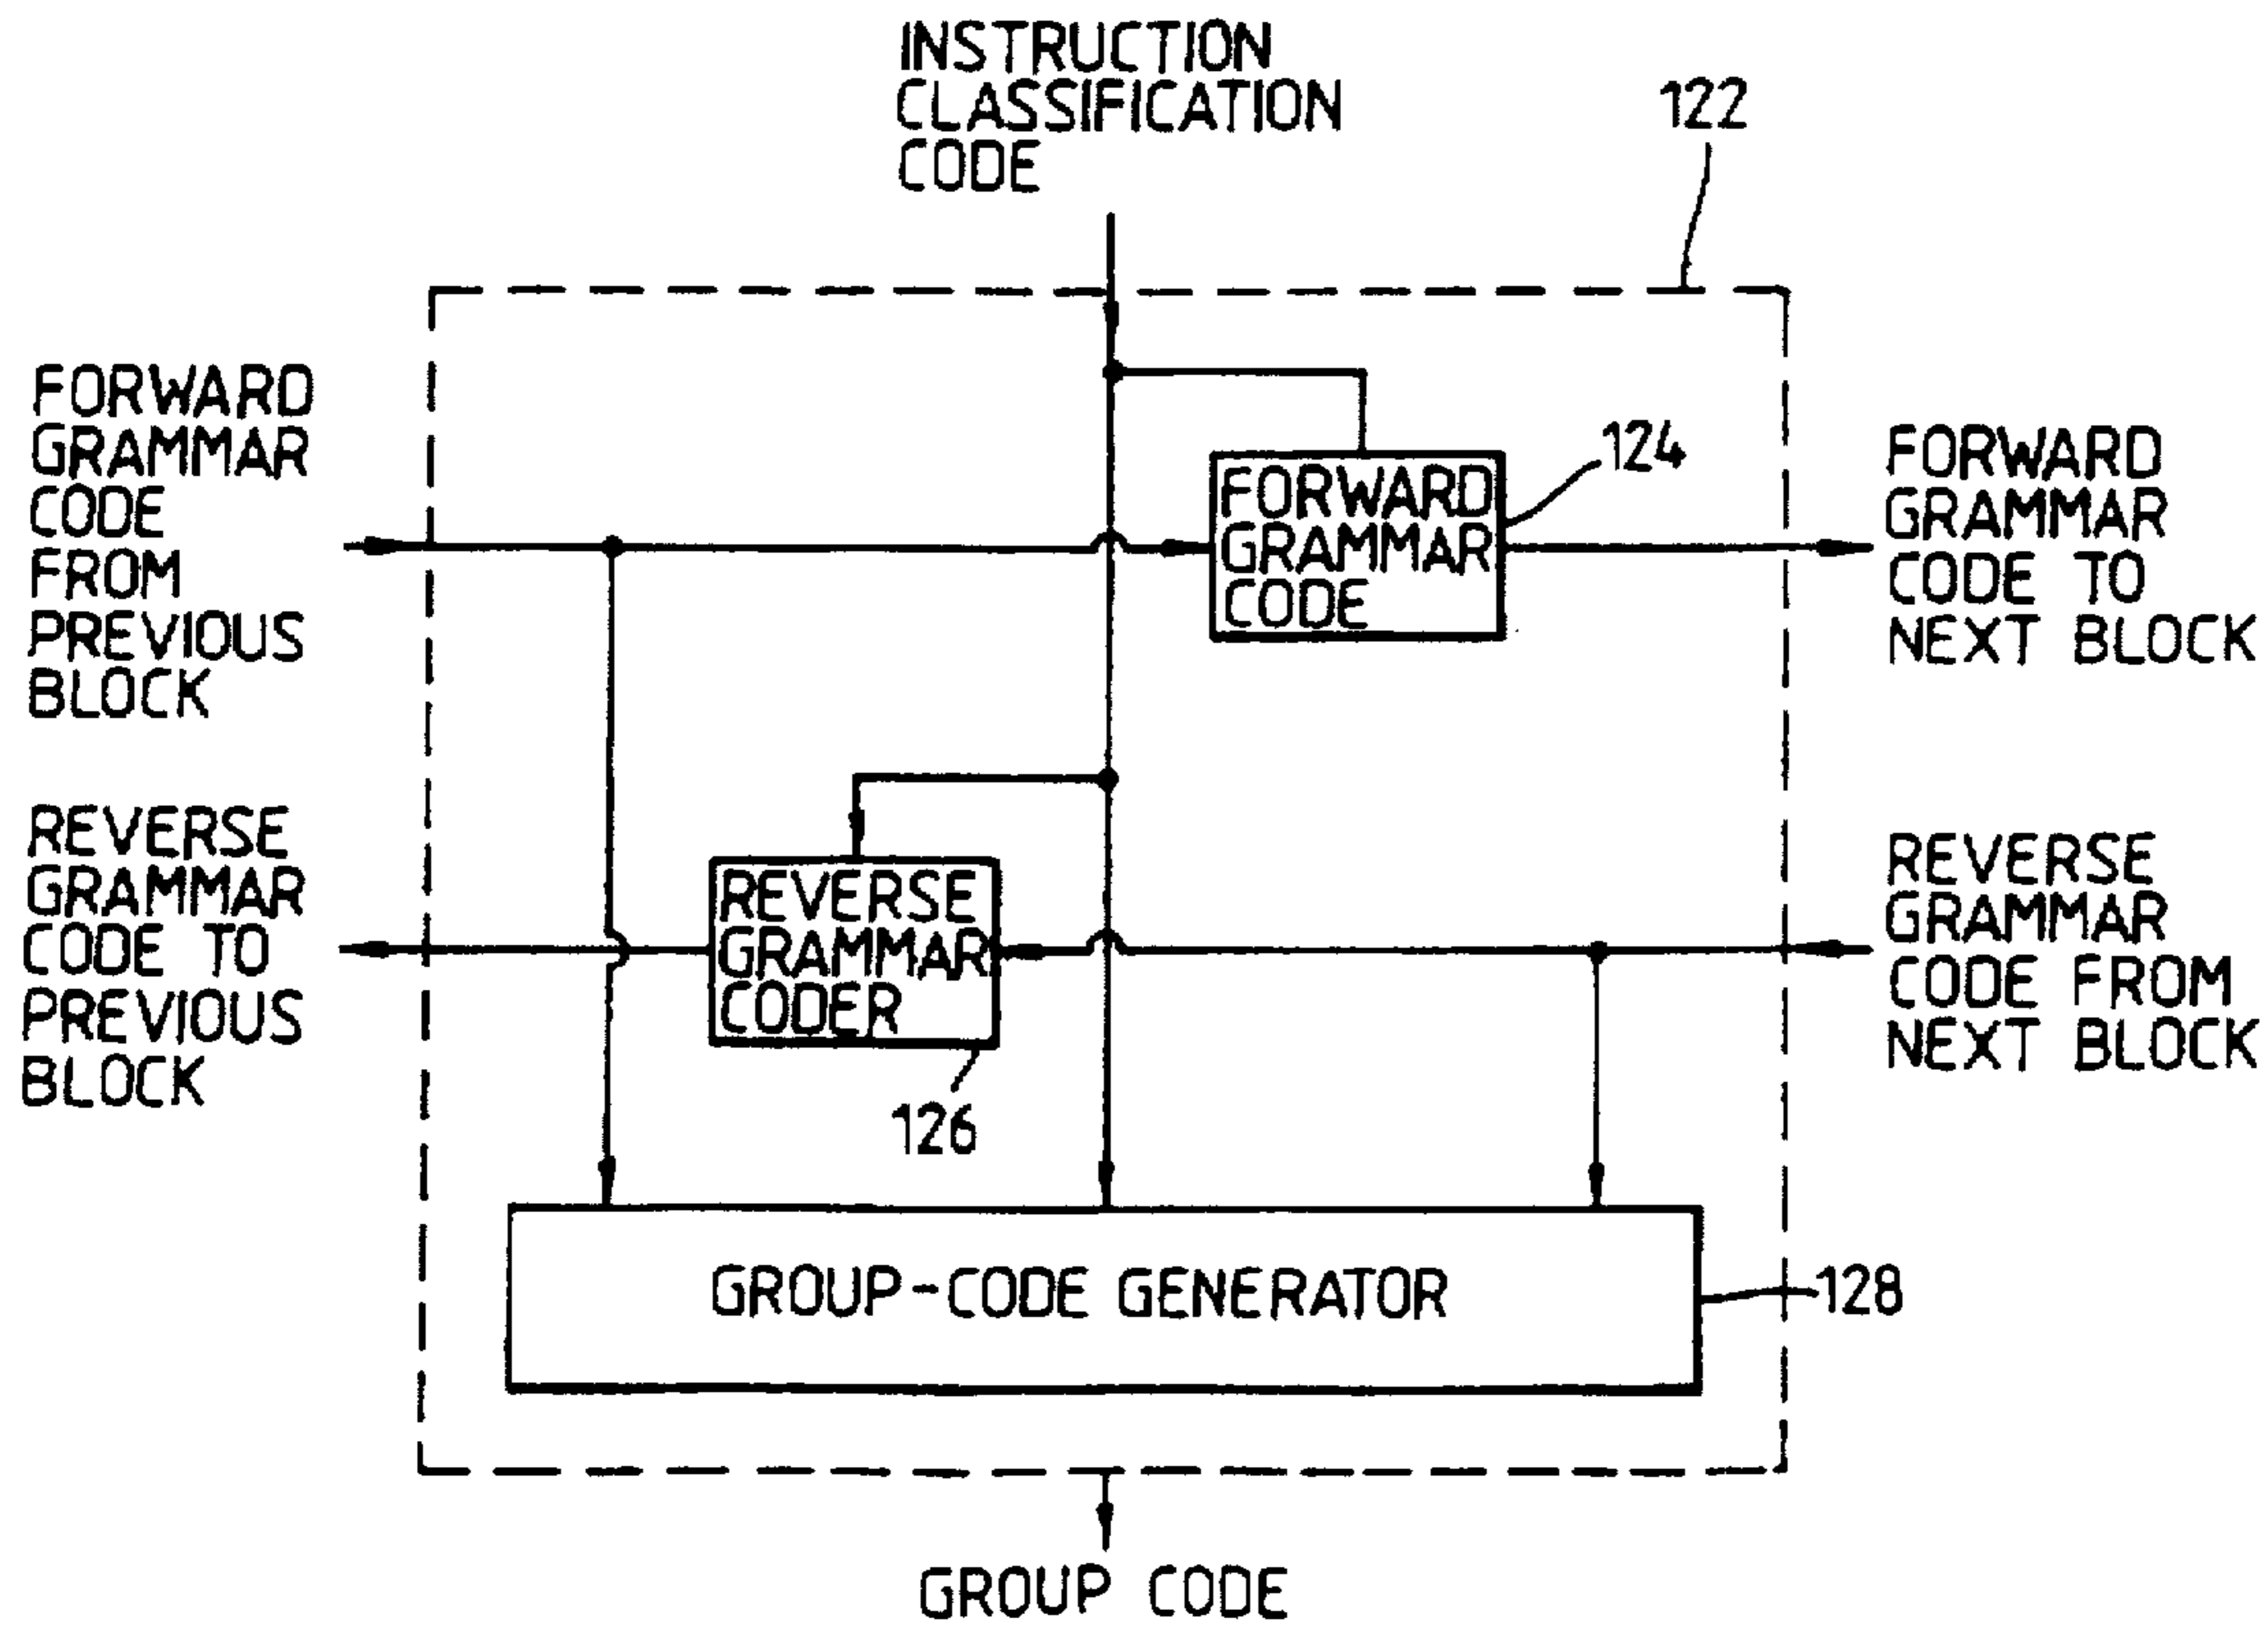 INSTRUCTION
CLASSIFICATION
CODE
122
FORWARD
GRAMMAR
CODE
FROM
PREVIOUS
BLOCK
FORWARD
GRAMMAR
CODE
124
FORWARD
GRAMMAR
CODE TO
NEXT BLOCK
REVERSE
GRAMMAR
CODE TO
PREVIOUS
BLOCK
REVERSE
GRAMMAR
CODER
126
REVERSE
GRAMMAR
CODE FROM
NEXT BLOCK
GROUP-CODE GENERATOR
128
GROUP CODE